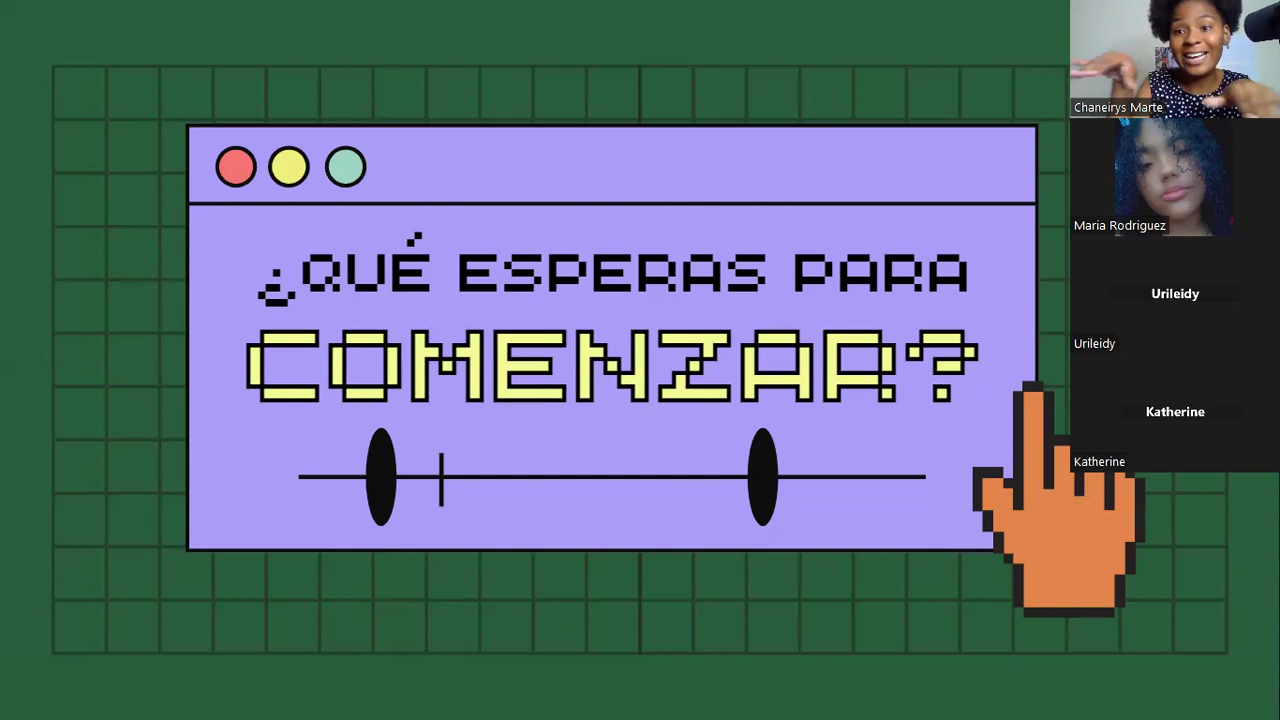 ¿QUÉ ESPERAS PARA
COMENZAR?
Chaneirys Marte
Maria Rodriguez
Urileidy
Urileidy
Katherine
Katherine